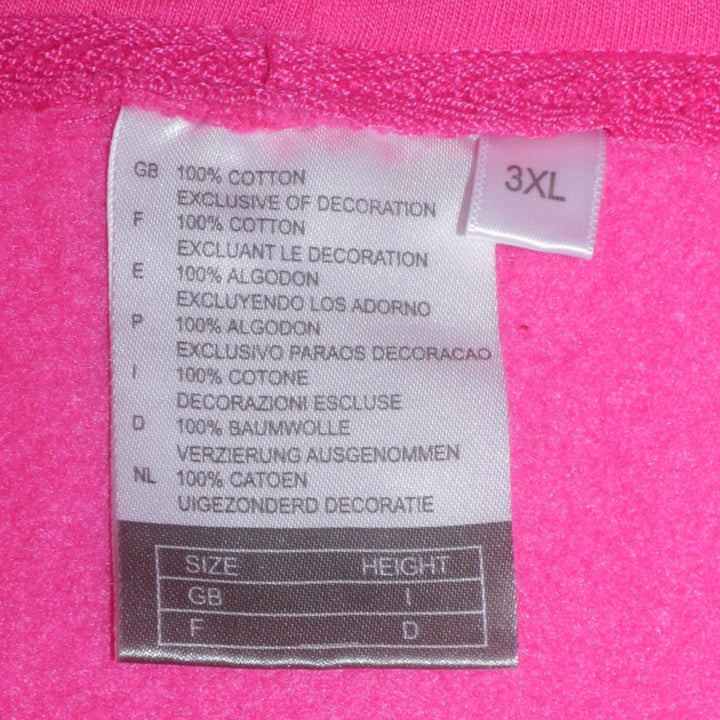 GB 100% COTTON
EXCLUSIVE OF DECORATION
F 100% COTTON
EXCLUANT LE DECORATION
E 100% ALGODON
EXCLUYENDO LOS ADORNO
P 100% ALGODON
EXCLUSIVO PARAOS DECORACAO
I 100% COTONE
DECORAZIONI ESCLUSE
D 100% BAUMWOLLE
VERZIERUNG AUSGENOMMEN
NL 100% CATOEN
UIGEZONDERD DECORATIE
SIZE HEIGHT
GB I
F D
3XL